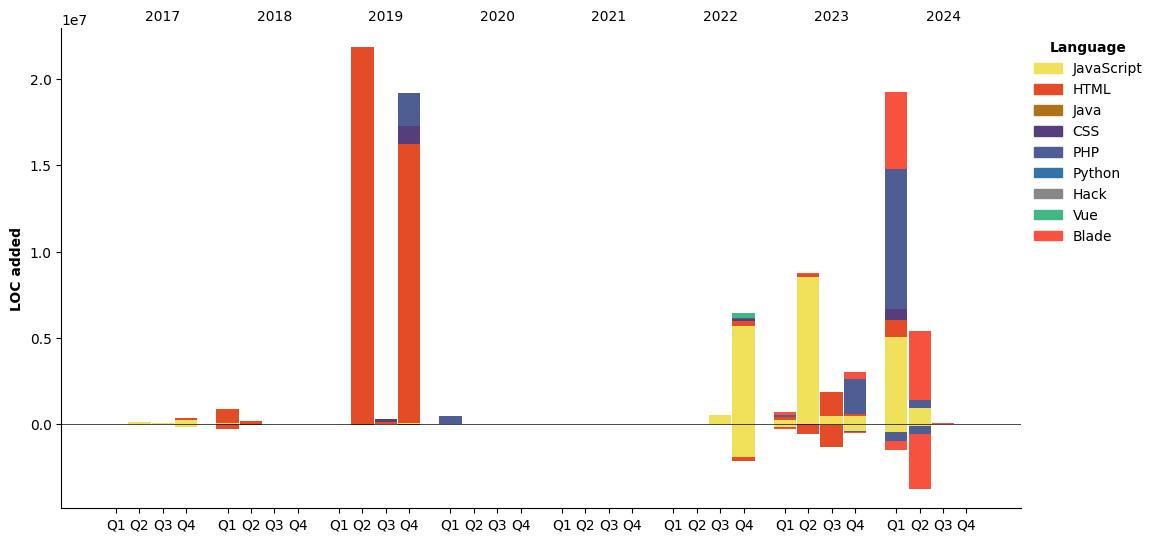 1e7
2017 2018 2019 2020 2021 2022 2023 2024
Language
JavaScript
HTML
Java
CSS
PHP
Python
Hack
Vue
Blade
LOC added
2.0
1.5
1.0
0.5
0.0
Q1 Q2 Q3 Q4 Q1 Q2 Q3 Q4 Q1 Q2 Q3 Q4 Q1 Q2 Q3 Q4 Q1 Q2 Q3 Q4 Q1 Q2 Q3 Q4 Q1 Q2 Q3 Q4 Q1 Q2 Q3 Q4